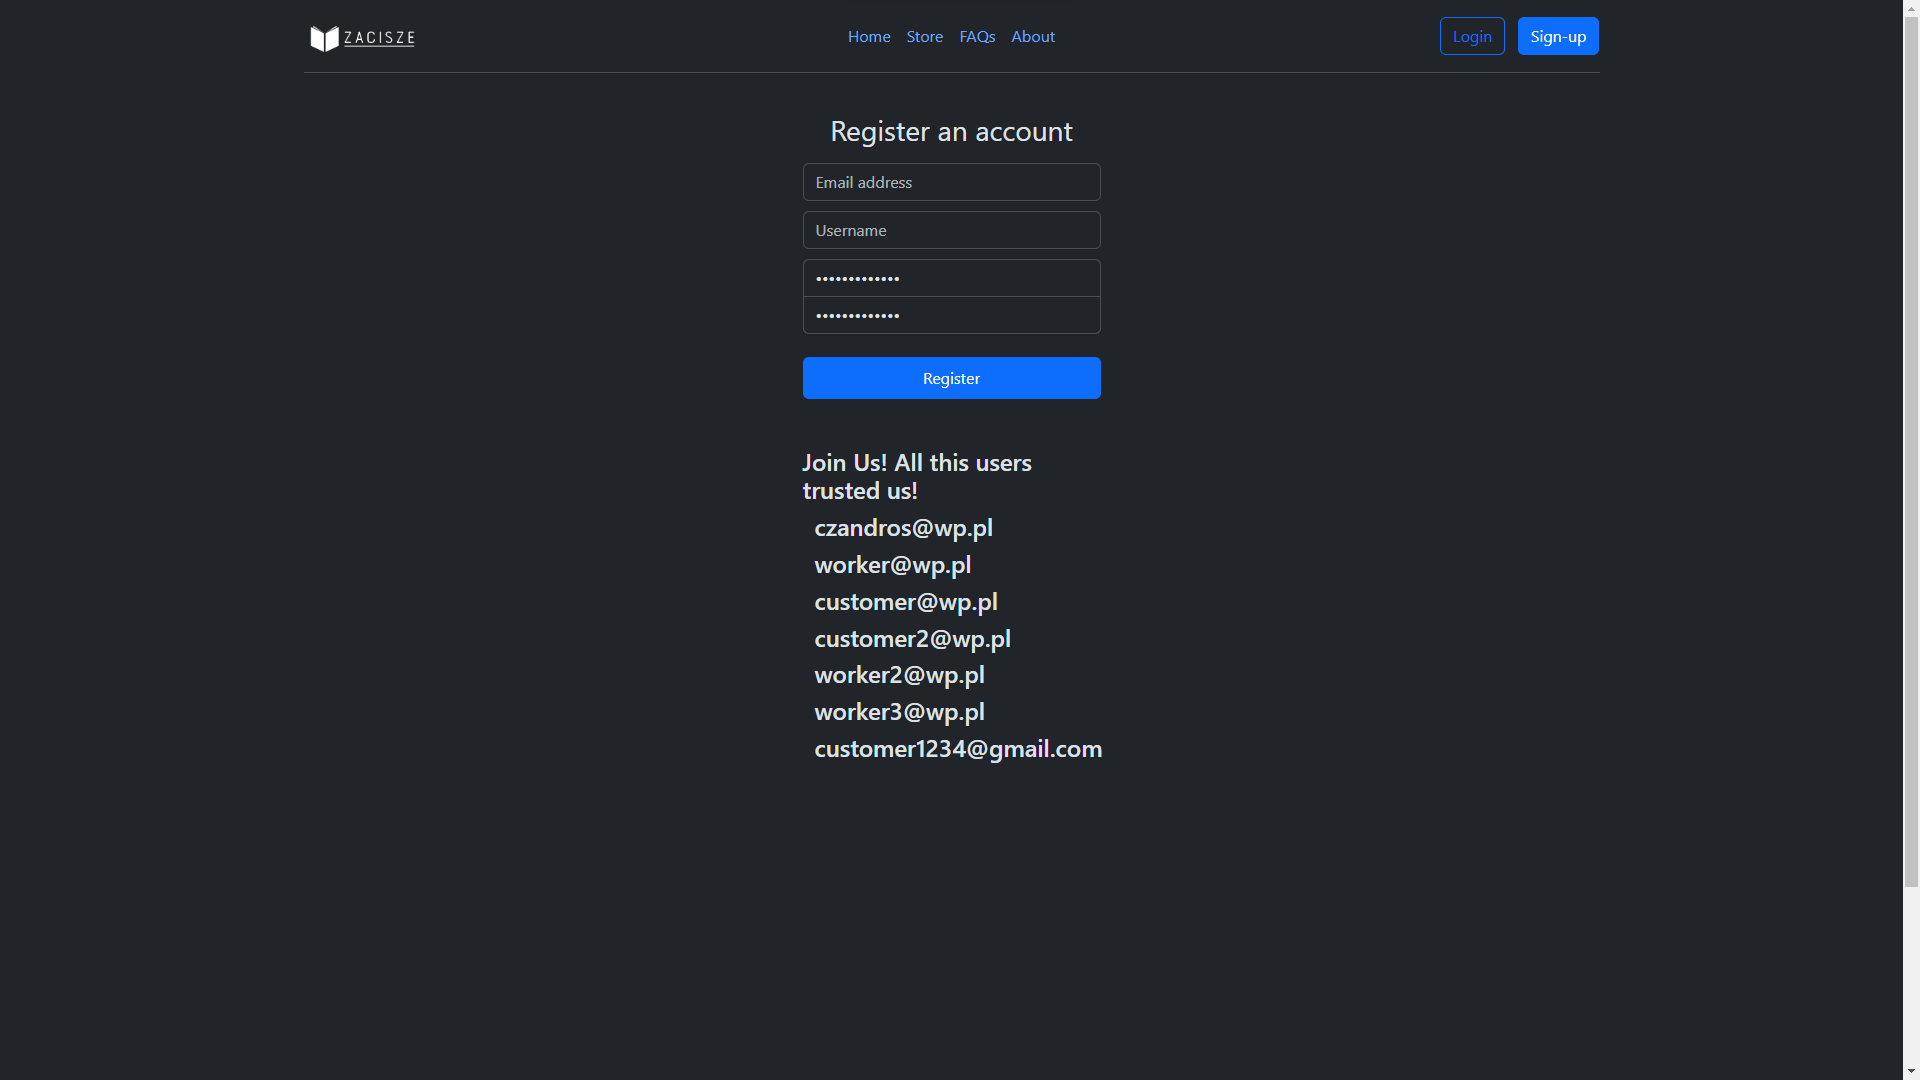 ZACISZE
Home Store FAQs About
Login Sign-up
Register an account
Email address
Username
•••••••••••••
•••••••••••••
Register
Join Us! All this users
trusted us!
czandros@wp.pl
worker@wp.pl
customer@wp.pl
customer2@wp.pl
worker2@wp.pl
worker3@wp.pl
customer1234@gmail.com